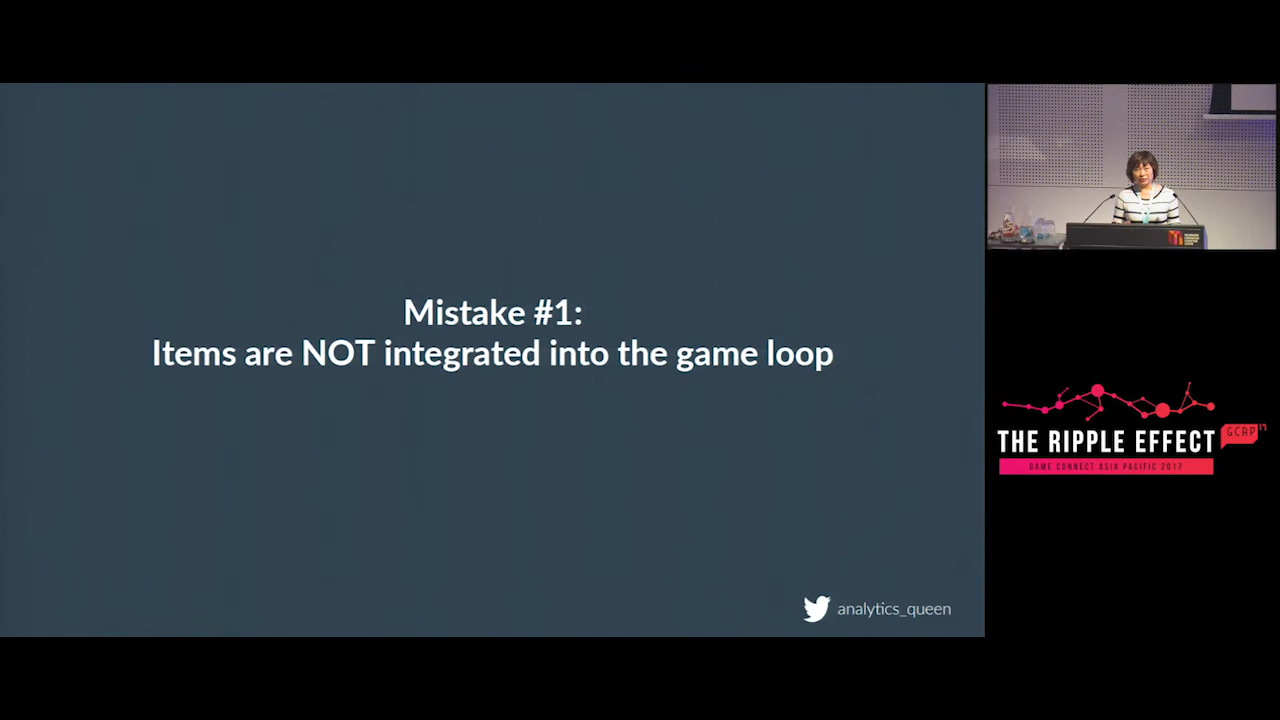 Mistake #1:
Items are NOT integrated into the game loop
analytics_queen
THE RIPPLE EFFECT
GCAP 17
GAME CONNECT ASIA PACIFIC 2017